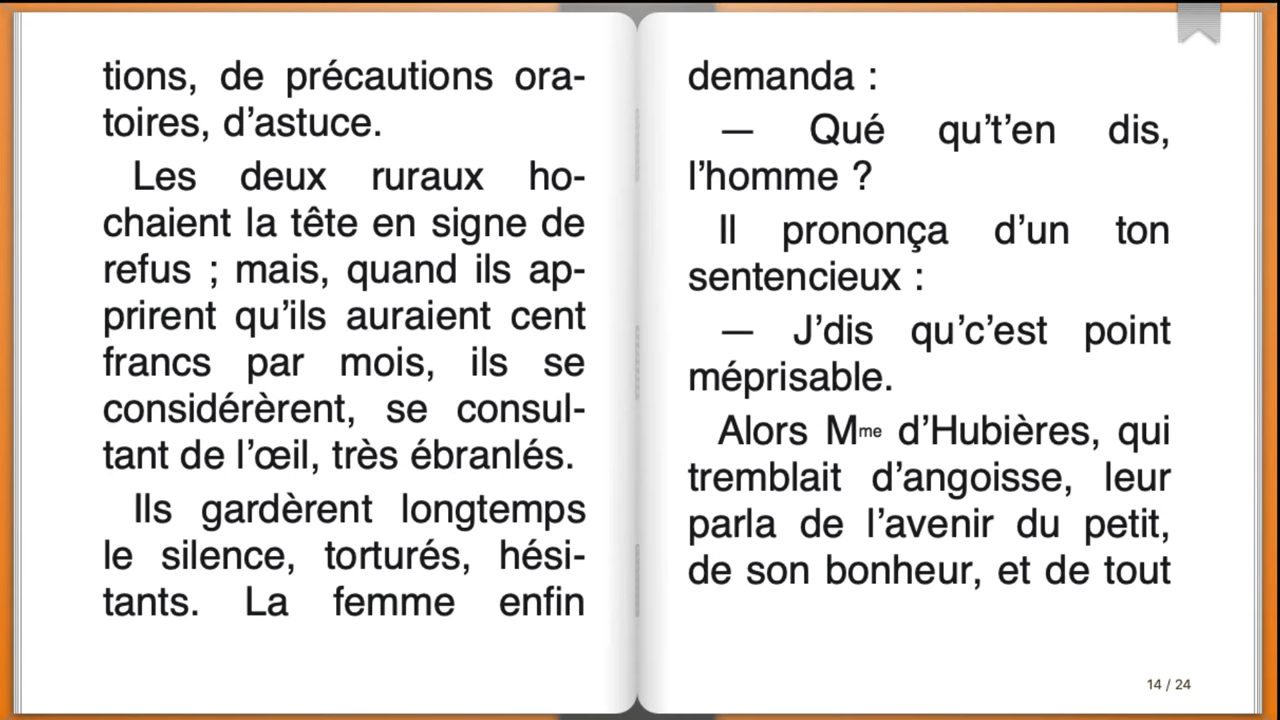 tions, de précautions ora-
toires, d’astuce.
Les deux ruraux ho-
chaient la tête en signe de
refus ; mais, quand ils ap-
prirent qu’ils auraient cent
francs par mois, ils se
considérèrent, se consul-
tant de l’œil, très ébranlés.
Ils gardèrent longtemps
le silence, torturés, hési-
tants. La femme enfin
demanda :
— Qué qu’t’en dis,
l’homme ?
Il prononça d’un ton
sentencieux :
— J’dis qu’c’est point
méprisable.
Alors Mme d’Hubières, qui
tremblait d’angoisse, leur
parla de l’avenir du petit,
de son bonheur, et de tout
14 / 24